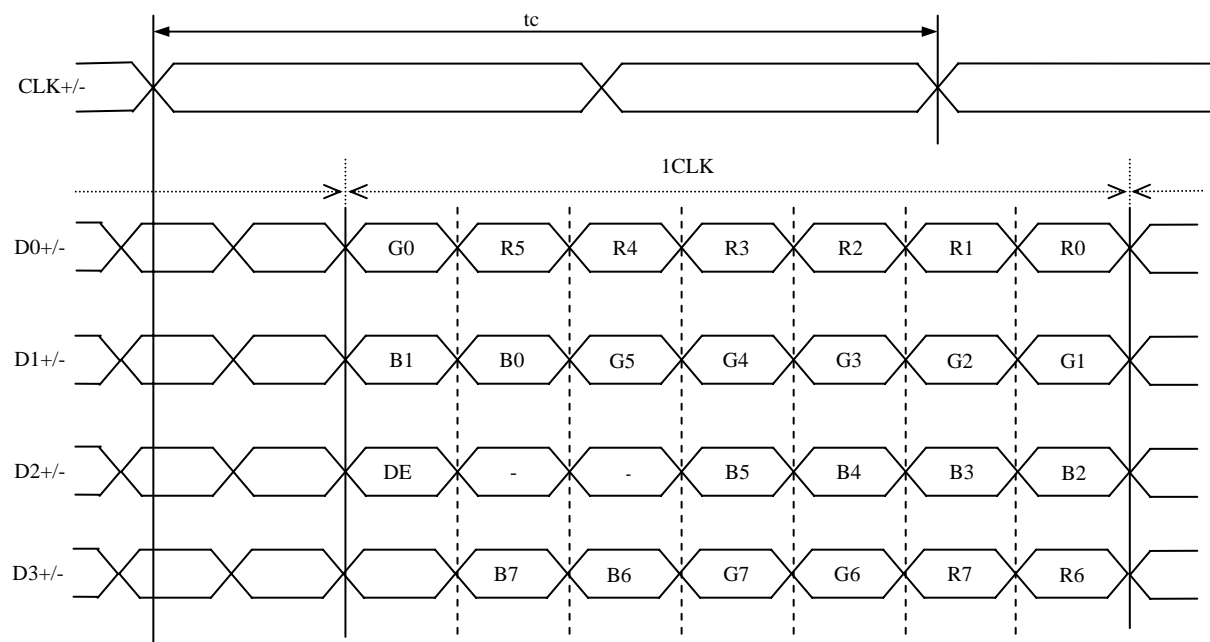 tc
CLK+/-
1CLK
D0+/- G0 R5 R4 R3 R2 R1 R0
D1+/- B1 B0 G5 G4 G3 G2 G1
D2+/- DE - - B5 B4 B3 B2
D3+/- B7 B6 G7 G6 R7 R6